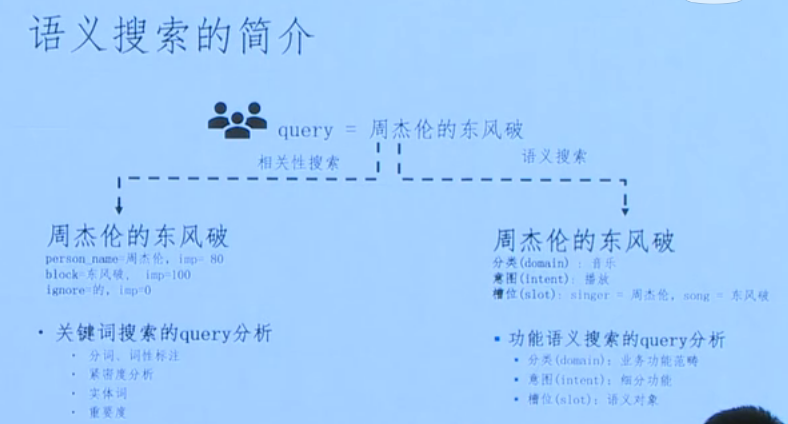 语义搜索的简介
query = 周杰伦的东风破
相关性搜索
语义搜索
周杰伦的东风破
person_name=周杰伦, imp= 80
block=东风破, imp=100
ignore=的, imp=0
• 关键词搜索的query分析
• 分词、词性标注
• 紧密度分析
• 实体词
• 重要度
周杰伦的东风破
分类(domain) : 音乐
意图(intent): 播放
槽位(slot): singer = 周杰伦, song = 东风破
▪ 功能语义搜索的query分析
▪ 分类(domain): 业务功能范畴
▪ 意图(intent): 细分功能
▪ 槽位(slot): 语义对象